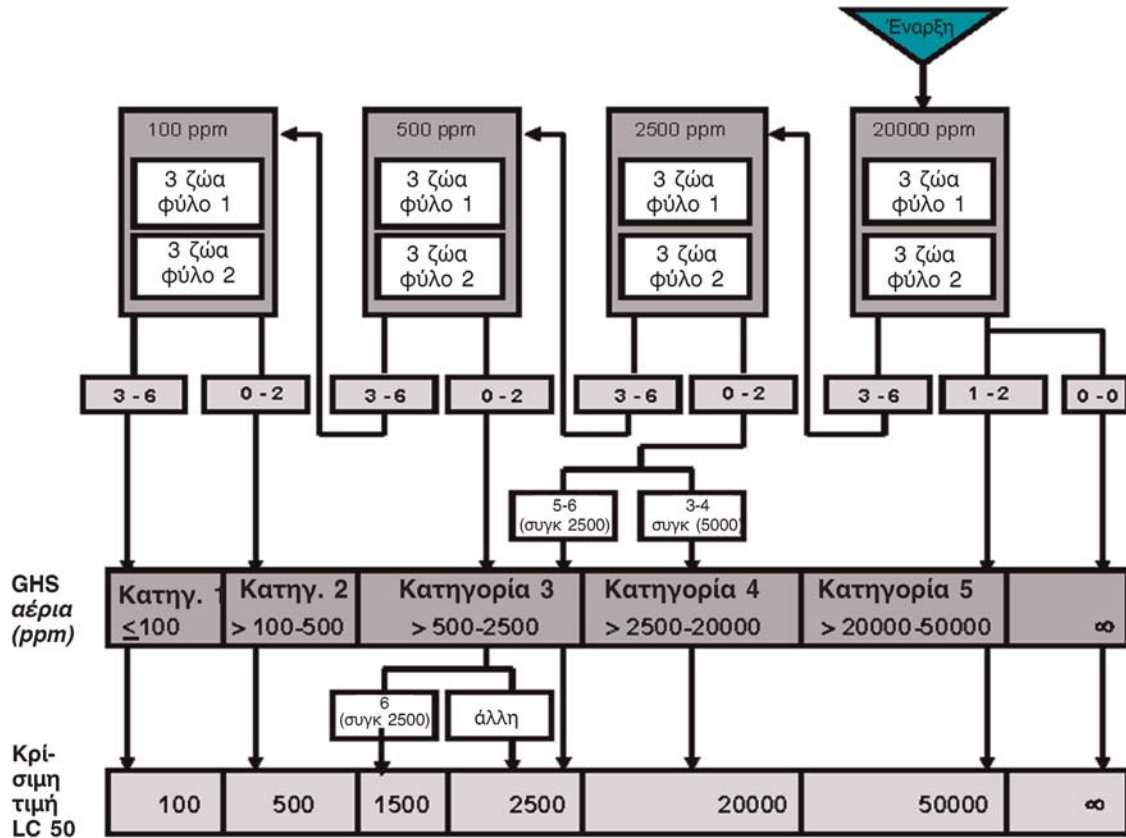 Έναρξη
100 ppm
500 ppm
2500 ppm
20000 ppm
3 ζώα
φύλο 1
3 ζώα
φύλο 1
3 ζώα
φύλο 1
3 ζώα
φύλο 1
3 ζώα
φύλο 2
3 ζώα
φύλο 2
3 ζώα
φύλο 2
3 ζώα
φύλο 2
3 - 6
0 - 2
3 - 6
0 - 2
3 - 6
0 - 2
3 - 6
1 - 2
0 - 0
5-6
(συγκ 2500)
3-4
συγκ (5000)
GHS
αέρια
(ppm)
Κατηγ. 1
≤100
Κατηγ. 2
> 100-500
Κατηγορία 3
> 500-2500
Κατηγορία 4
> 2500-20000
Κατηγορία 5
> 20000-50000
∞
6
(συγκ 2500)
άλλη
Κρί-
σιμη
τιμή
LC 50
100
500
1500
2500
20000
50000
∞